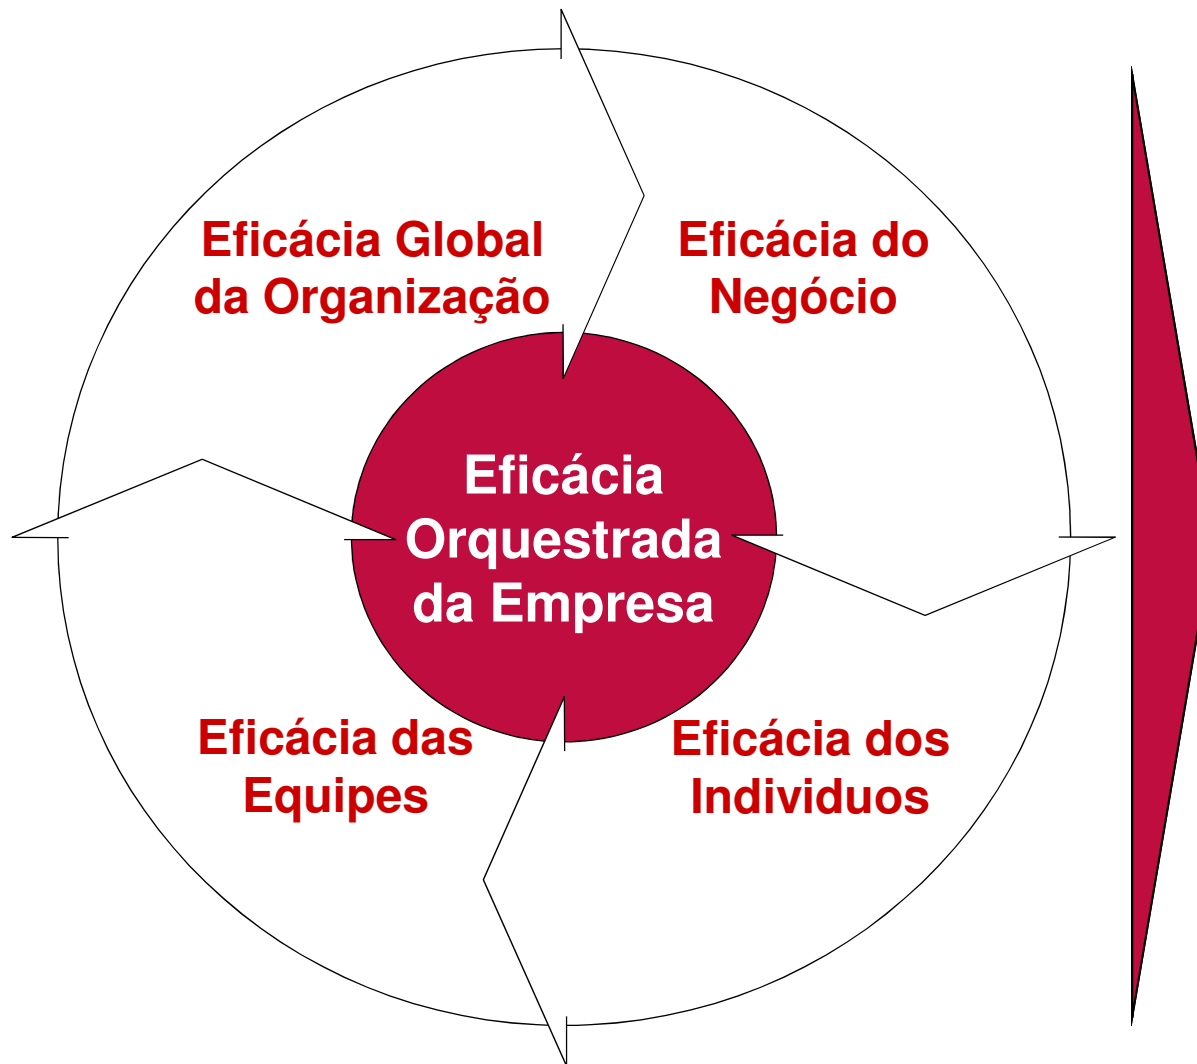 Eficácia Global
da Organização
Eficácia do
Negócio
Eficácia
Orquestrada
da Empresa
Eficácia das
Equipes
Eficácia dos
Individuos